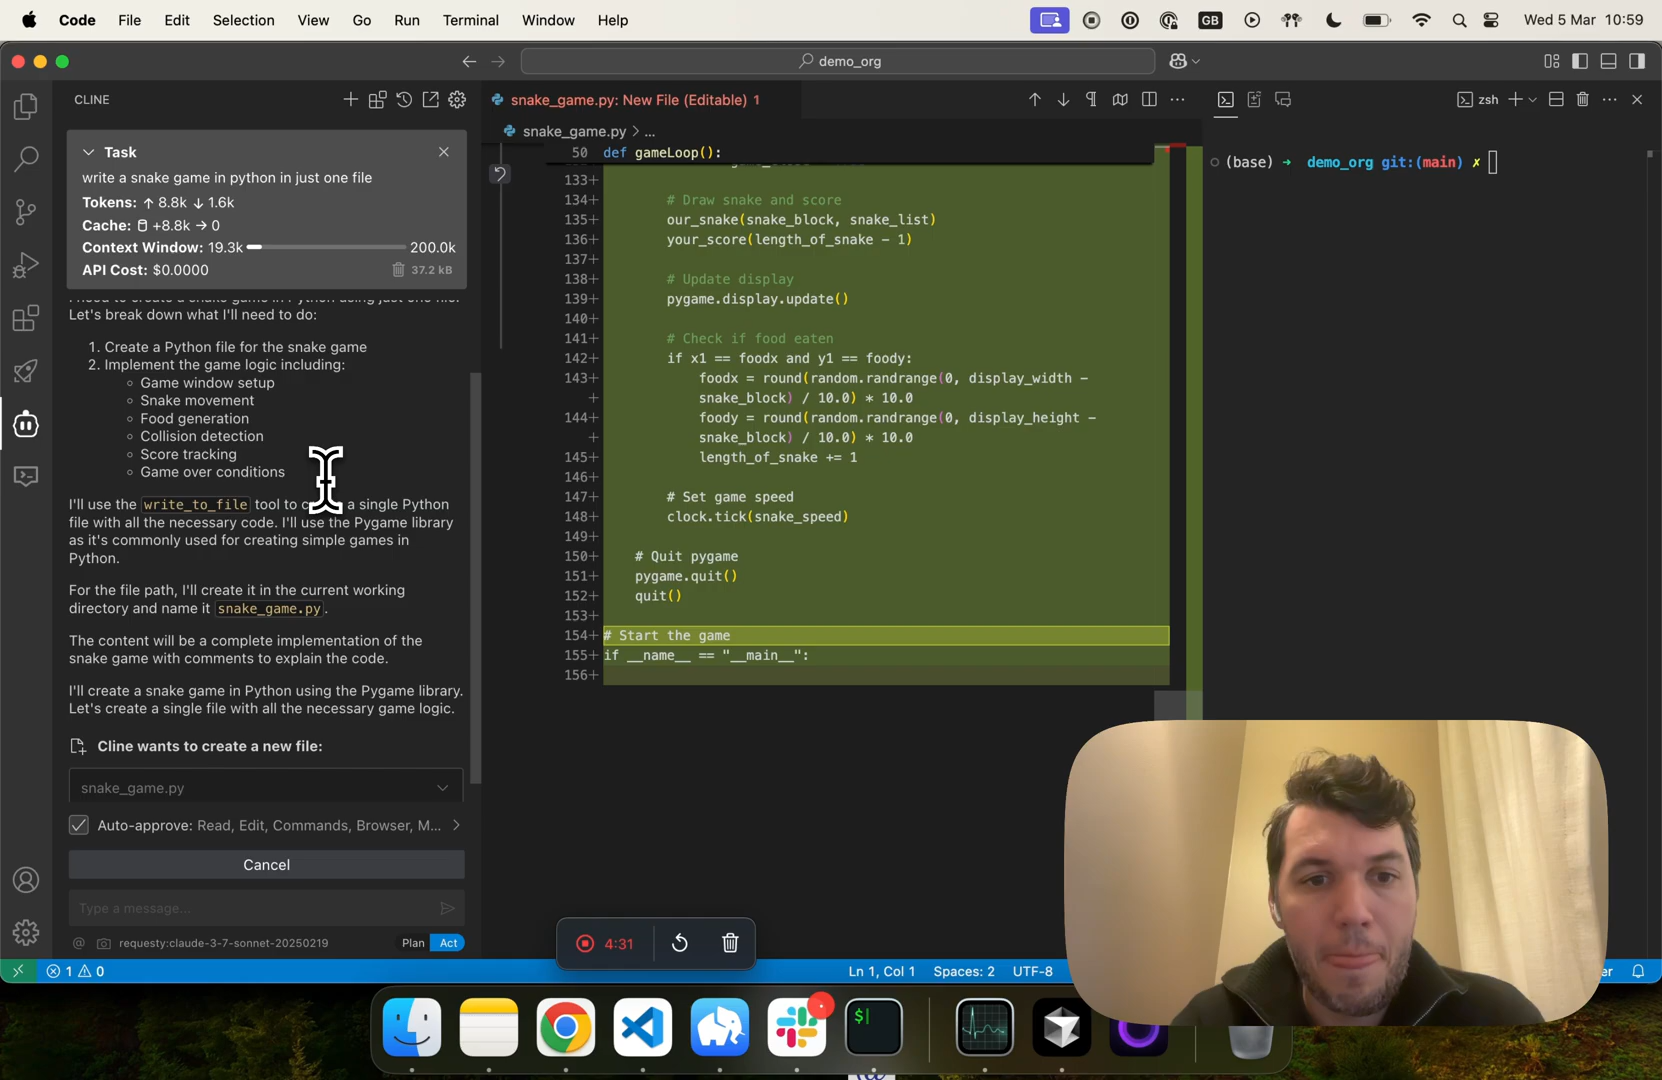 Code File Edit Selection View Go Run Terminal Window Help
GB
Wed 5 Mar 10:59
demo_org
CLINE
Task
write a snake game in python in just one file
Tokens: ↑ 8.8k ↓ 1.6k
Cache: +8.8k → 0
Context Window: 19.3k 200.0k
API Cost: $0.0000
37.2 kB
I need to create a snake game in Python using just one file.
Let's break down what I'll need to do:
1. Create a Python file for the snake game
2. Implement the game logic including:
Game window setup
Snake movement
Food generation
Collision detection
Score tracking
Game over conditions
I'll use the write_to_file tool to c a single Python
file with all the necessary code. I'll use the Pygame library
as it's commonly used for creating simple games in
Python.
For the file path, I'll create it in the current working
directory and name it snake_game.py.
The content will be a complete implementation of the
snake game with comments to explain the code.
I'll create a snake game in Python using the Pygame library.
Let's create a single file with all the necessary game logic.
Cline wants to create a new file:
snake_game.py
Auto-approve: Read, Edit, Commands, Browser, M...
Cancel
Type a message...
@ requesty:claude-3-7-sonnet-20250219
Plan Act
snake_game.py: New File (Editable) 1
snake_game.py > ...
50 def gameLoop():
133+
134+ # Draw snake and score
135+ our_snake(snake_block, snake_list)
136+ your_score(length_of_snake - 1)
137+
138+ # Update display
139+ pygame.display.update()
140+
141+ # Check if food eaten
142+ if x1 == foodx and y1 == foody:
143+ foodx = round(random.randrange(0, display_width -
+ snake_block) / 10.0) * 10.0
144+ foody = round(random.randrange(0, display_height -
+ snake_block) / 10.0) * 10.0
145+ length_of_snake += 1
146+
147+ # Set game speed
148+ clock.tick(snake_speed)
149+
150+ # Quit pygame
151+ pygame.quit()
152+ quit()
153+
154+ # Start the game
155+ if __name__ == "__main__":
156+
zsh
(base) → demo_org git:(main) ✗
4:31
1 0
Ln 1, Col 1 Spaces: 2 UTF-8
er
$